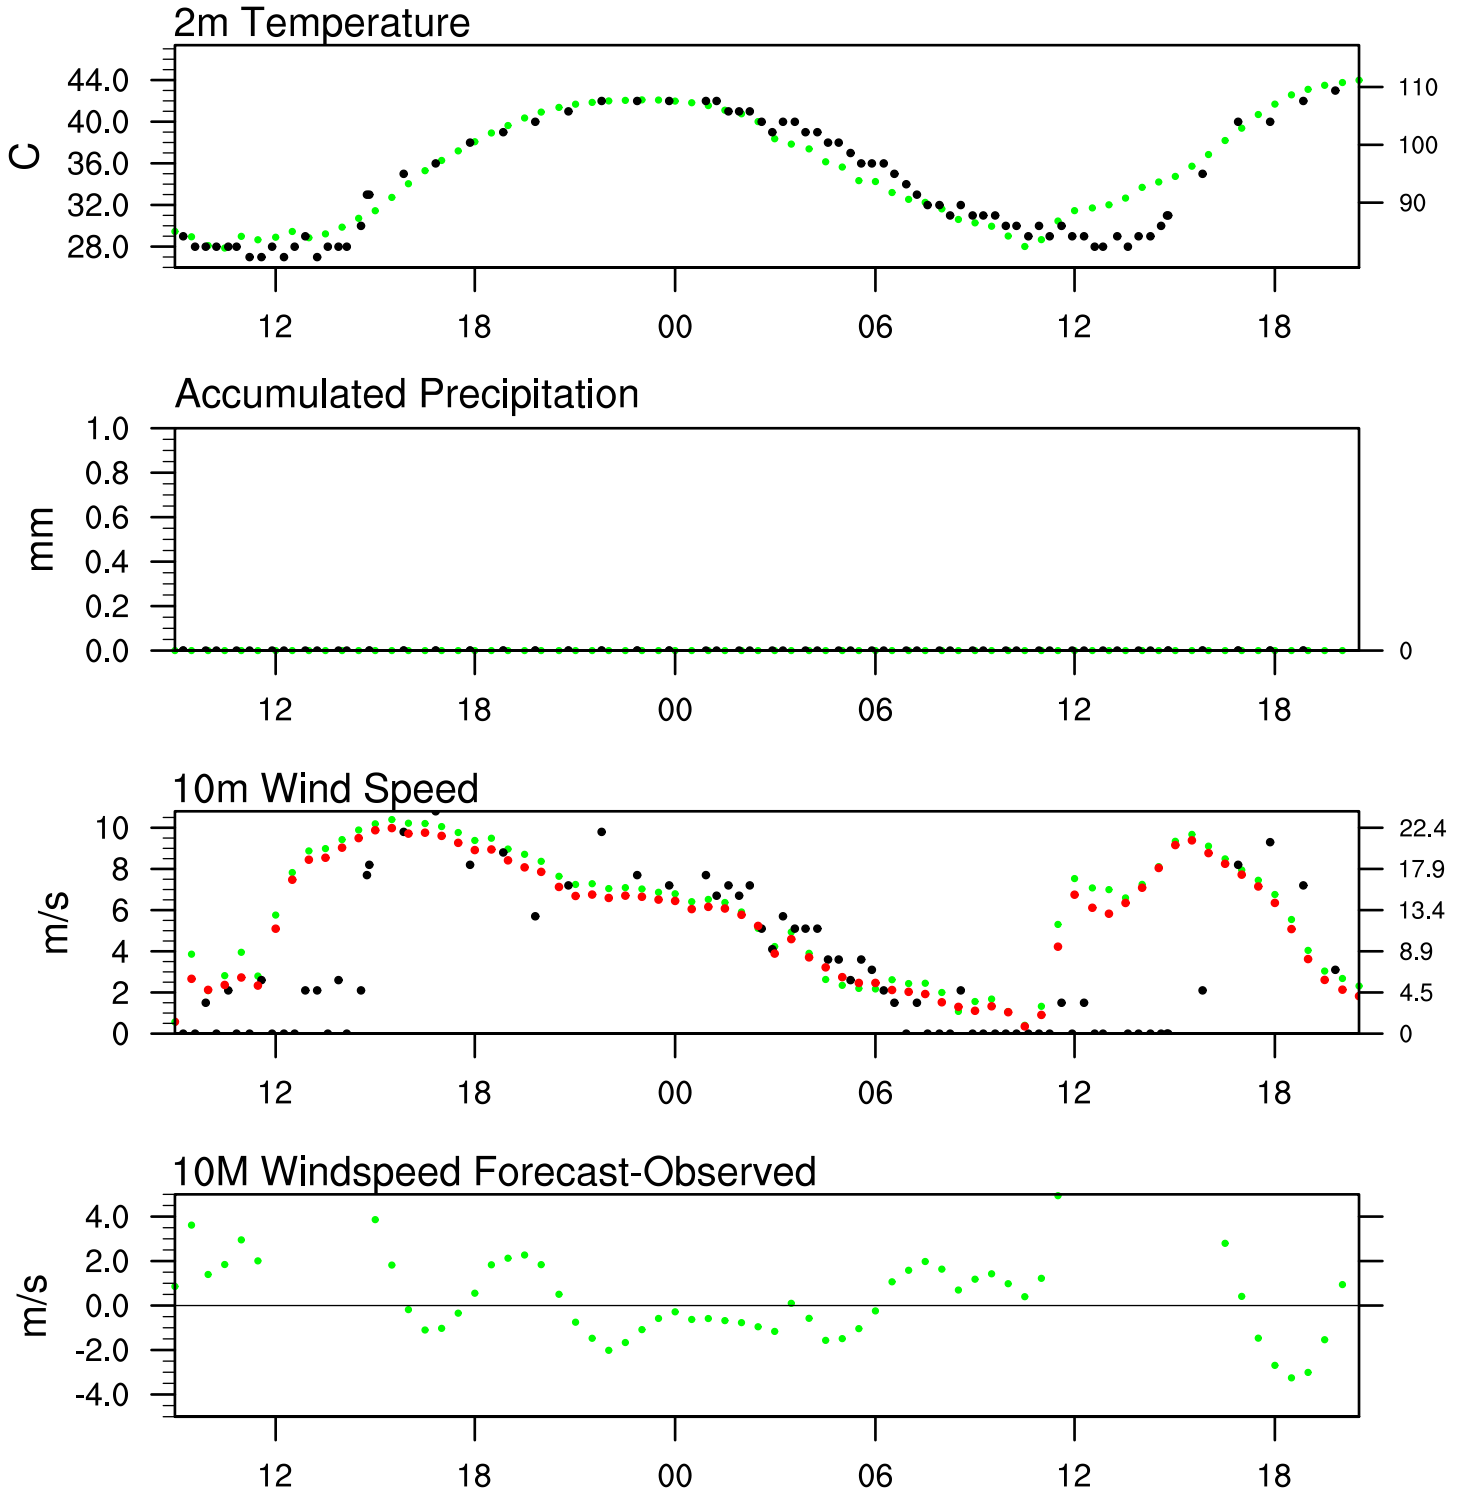 2m Temperature
44.0
40.0
36.0
32.0
28.0
C
110
100
90
12 18 00 06 12 18
Accumulated Precipitation
1.0
0.8
0.6
0.4
0.2
0.0
mm
0
12 18 00 06 12 18
10m Wind Speed
10
8
6
4
2
0
m/s
22.4
17.9
13.4
8.9
4.5
0
12 18 00 06 12 18
10M Windspeed Forecast-Observed
4.0
2.0
0.0
-2.0
-4.0
m/s
12 18 00 06 12 18